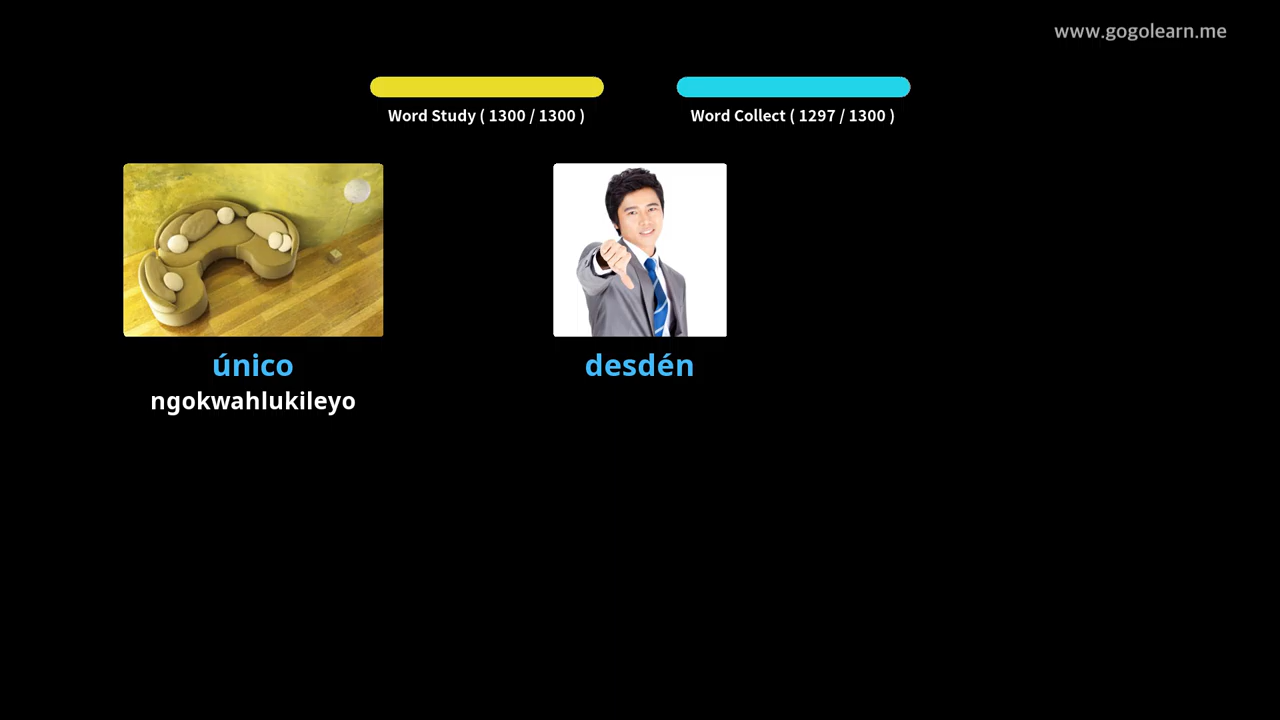 www.gogolearn.me
Word Study ( 1300 / 1300 )
Word Collect ( 1297 / 1300 )
único
ngokwahlukileyo
desdén